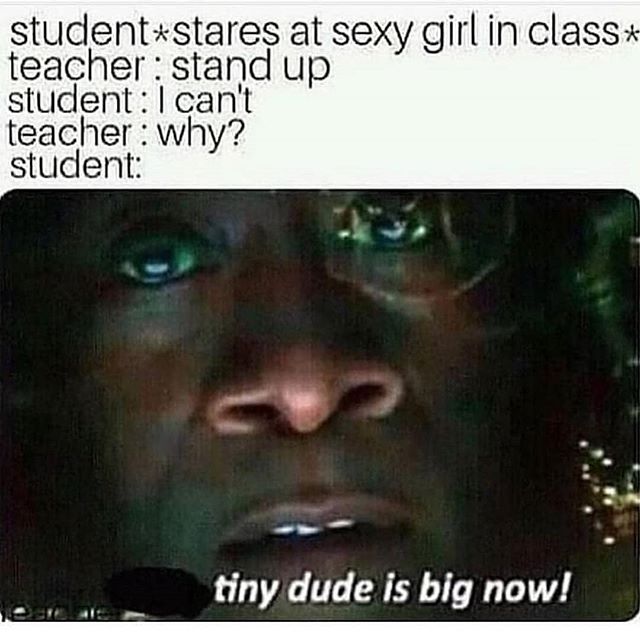 student*stares at sexy girl in class*
teacher : stand up
student : I can't
teacher : why?
student:
tiny dude is big now!